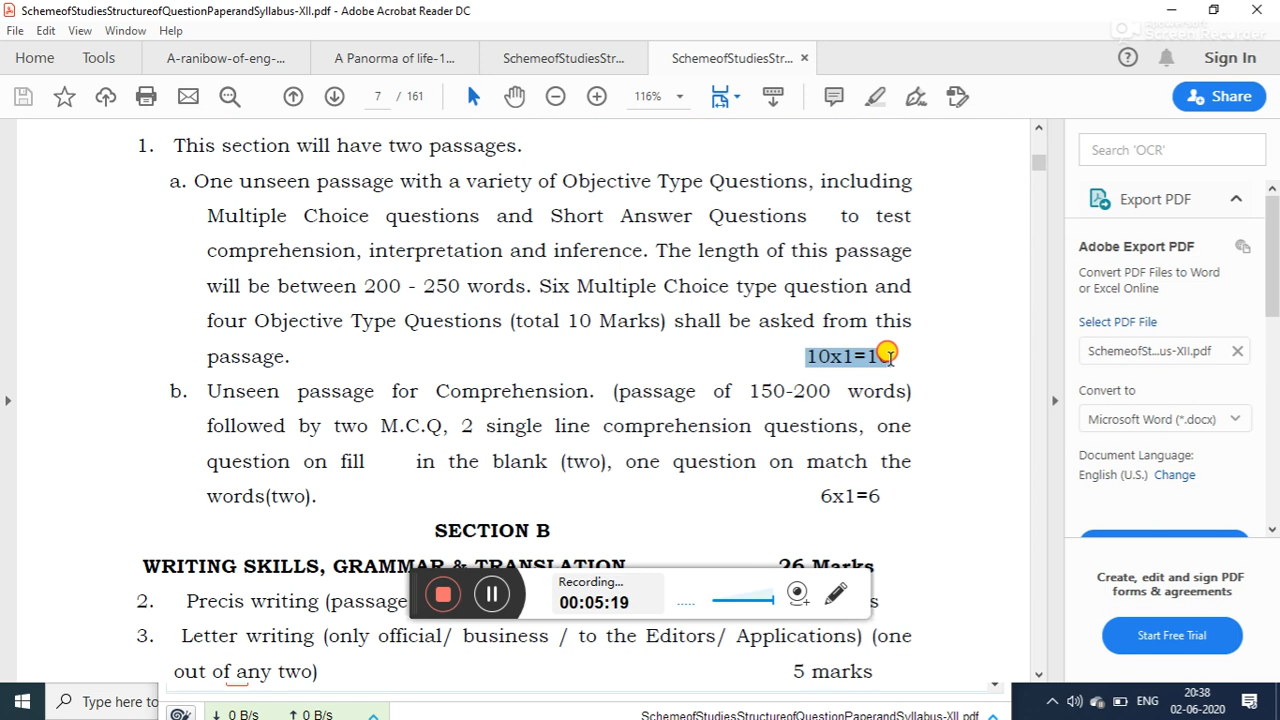 SchemeofStudiesStructureofQuestionPaperandSyllabus-XII.pdf - Adobe Acrobat Reader DC
File Edit View Window Help
Screen Recorder
Home Tools A-ranibow-of-eng-... A Panorma of life-1... SchemeofStudiesStr... SchemeofStudiesStr... × Sign In
7 / 161 116% Share
1. This section will have two passages.
a. One unseen passage with a variety of Objective Type Questions, including
Multiple Choice questions and Short Answer Questions to test
comprehension, interpretation and inference. The length of this passage
will be between 200 - 250 words. Six Multiple Choice type question and
four Objective Type Questions (total 10 Marks) shall be asked from this
passage. 10x1=1
b. Unseen passage for Comprehension. (passage of 150-200 words)
followed by two M.C.Q, 2 single line comprehension questions, one
question on fill in the blank (two), one question on match the
words(two). 6x1=6
SECTION B
WRITING SKILLS, GRAMMAR & TRANSLATION 26 Marks
2. Precis writing (passage s
3. Letter writing (only official/ business / to the Editors/ Applications) (one
out of any two) 5 marks
Recording...
00:05:19
Search 'OCR'
Export PDF
Adobe Export PDF
Convert PDF Files to Word
or Excel Online
Select PDF File
SchemeofSt...us-XII.pdf
Convert to
Microsoft Word (*.docx)
Document Language:
English (U.S.) Change
Create, edit and sign PDF
forms & agreements
Start Free Trial
Type here to
0 B/s 0 B/s
SchemeofStudiesStructureofQuestionPaperandSyllabus-XII.pdf
ENG
20:38
02-06-2020